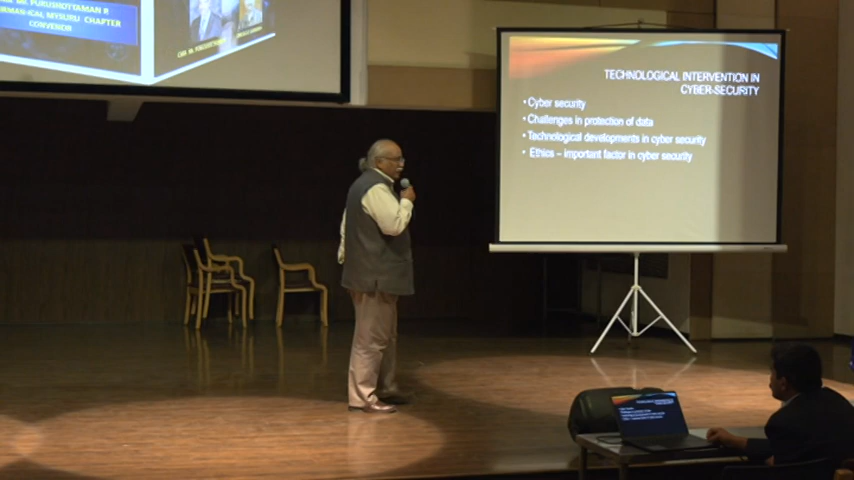 PURUSHOTTAMAN P.
MYSURU CHAPTER
CONVENOR
TECHNOLOGICAL INTERVENTION IN
CYBER-SECURITY
• Cyber security
• Challenges in protection of data
• Technological developments in cyber security
• Ethics – important factor in cyber security